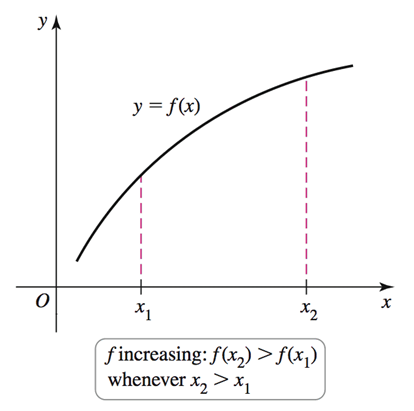 y
y = f(x)
O
x₁
x₂
x
f increasing: f(x₂) > f(x₁)
whenever x₂ > x₁